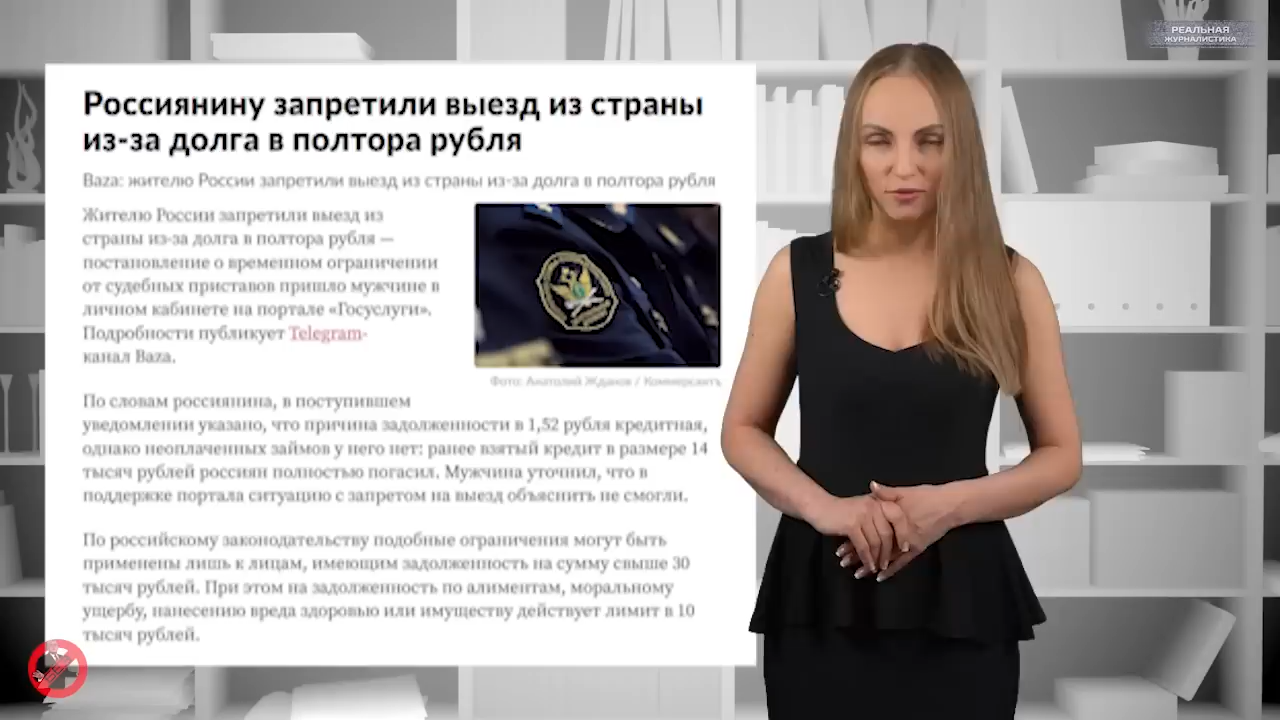 РЕАЛЬНАЯ
ЖУРНАЛИСТИКА
Россиянину запретили выезд из страны
из-за долга в полтора рубля
Baza: жителю России запретили выезд из страны из-за долга в полтора рубля
Жителю России запретили выезд из
страны из-за долга в полтора рубля —
постановление о временном ограничении
от судебных приставов пришло мужчине в
личном кабинете на портале «Госуслуги».
Подробности публикует Telegram-
канал Baza.
Фото: Анатолий Жданов / Коммерсантъ
По словам россиянина, в поступившем
уведомлении указано, что причина задолженности в 1,52 рубля кредитная,
однако неоплаченных займов у него нет: ранее взятый кредит в размере 14
тысяч рублей россиян полностью погасил. Мужчина уточнил, что в
поддержке портала ситуацию с запретом на выезд объяснить не смогли.
По российскому законодательству подобные ограничения могут быть
применены лишь к лицам, имеющим задолженность на сумму свыше 30
тысяч рублей. При этом на задолженность по алиментам, моральному
ущербу, нанесению вреда здоровью или имуществу действует лимит в 10
тысяч рублей.